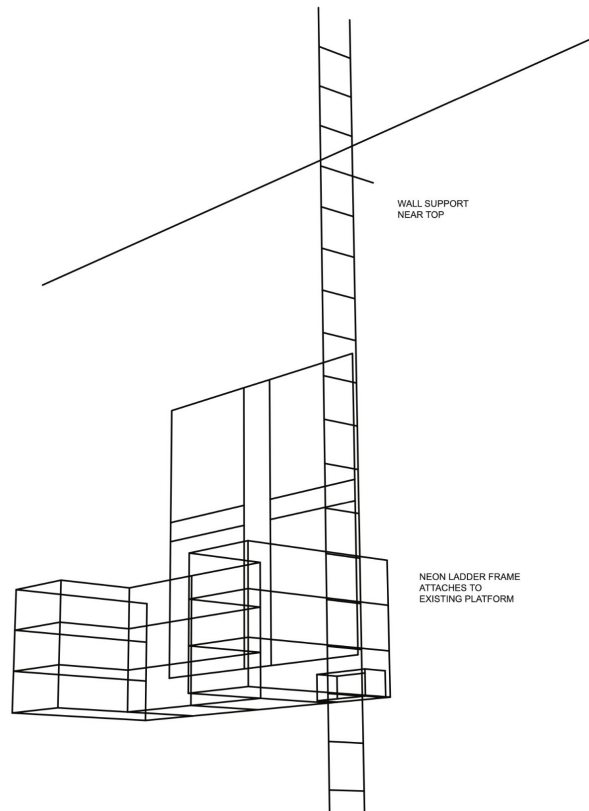 WALL SUPPORT
NEAR TOP
NEON LADDER FRAME
ATTACHES TO
EXISTING PLATFORM